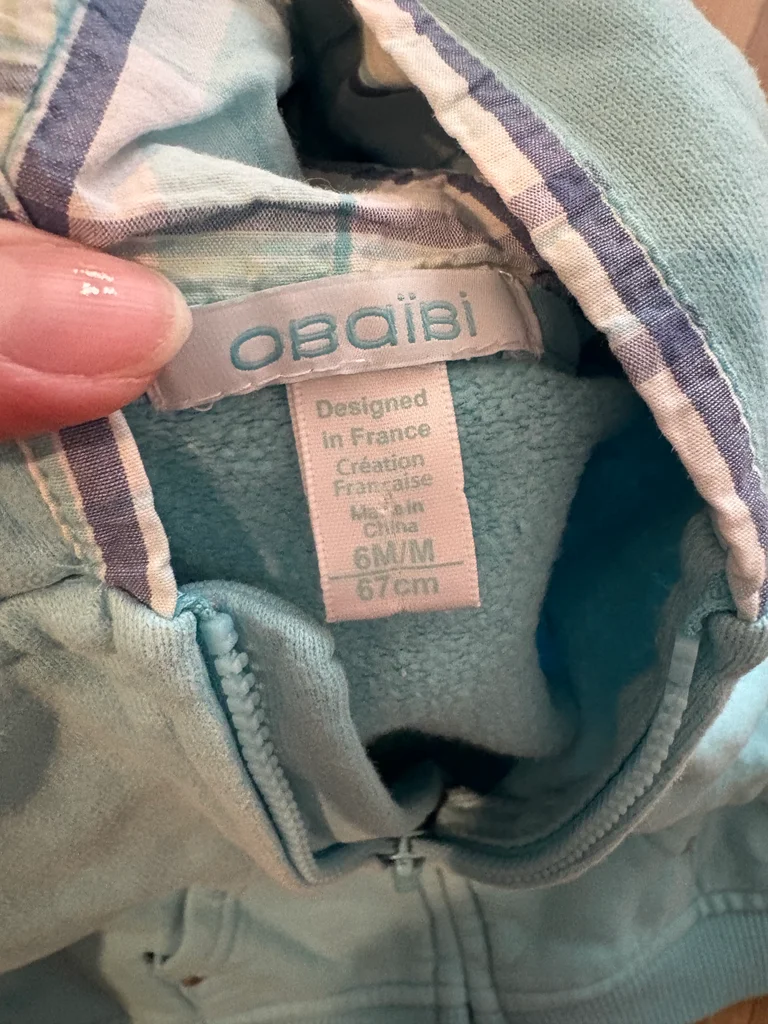 OBaïBi
Designed
in France
Création
Française
Made in
China
6M/M
67cm